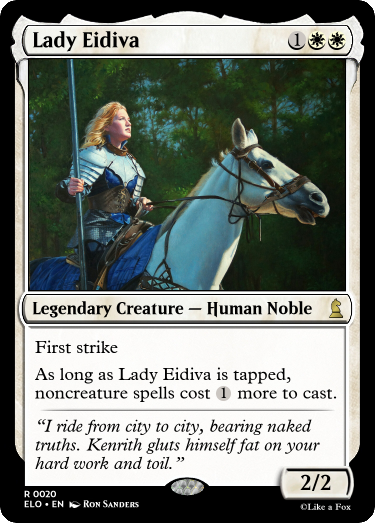 Lady Eidiva 1
Legendary Creature — Human Noble
First strike
As long as Lady Eidiva is tapped,
noncreature spells cost 1 more to cast.
“I ride from city to city, bearing naked
truths. Kenrith gluts himself fat on your
hard work and toil.”
2/2
R 0020
ELO • EN Ron Sanders
©Like a Fox